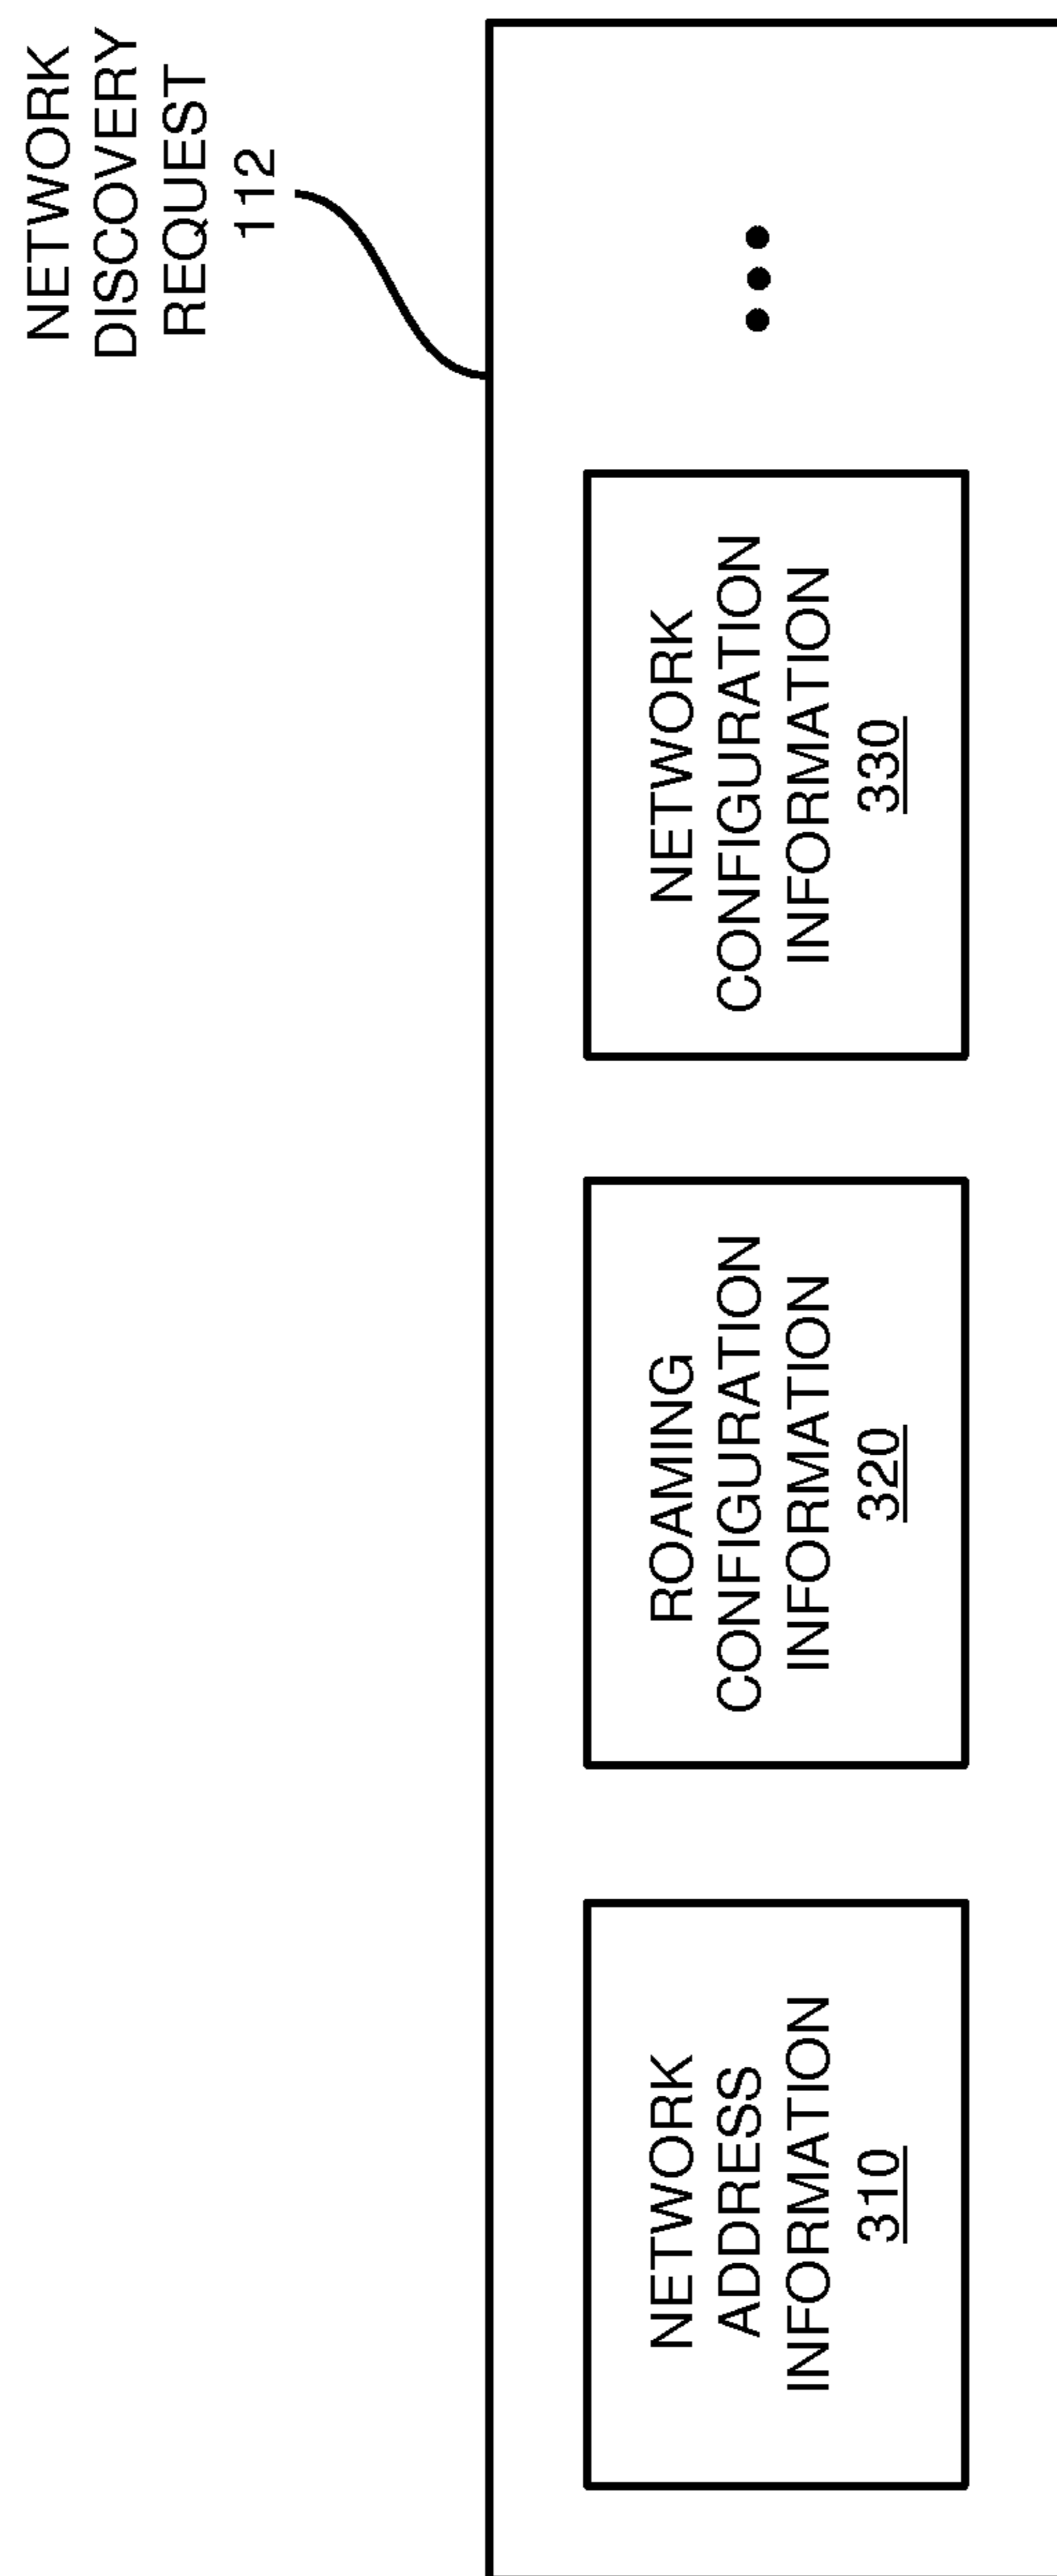 NETWORK
DISCOVERY
REQUEST
112
NETWORK
ADDRESS
INFORMATION
310
ROAMING
CONFIGURATION
INFORMATION
320
NETWORK
CONFIGURATION
INFORMATION
330